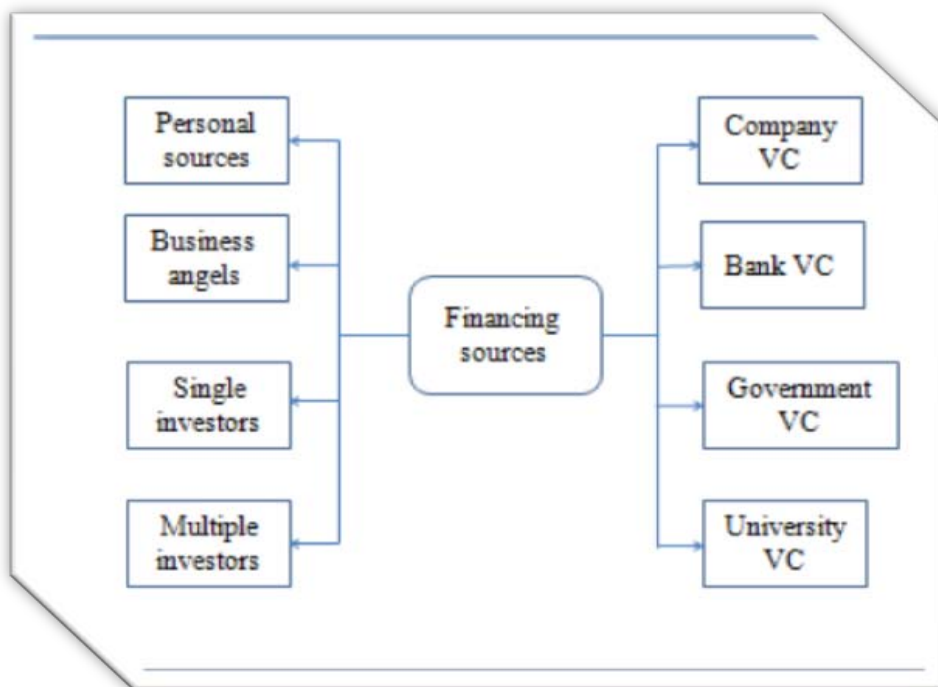 Personal
sources
Business
angels
Single
investors
Multiple
investors
Financing
sources
Company
VC
Bank VC
Government
VC
University
VC